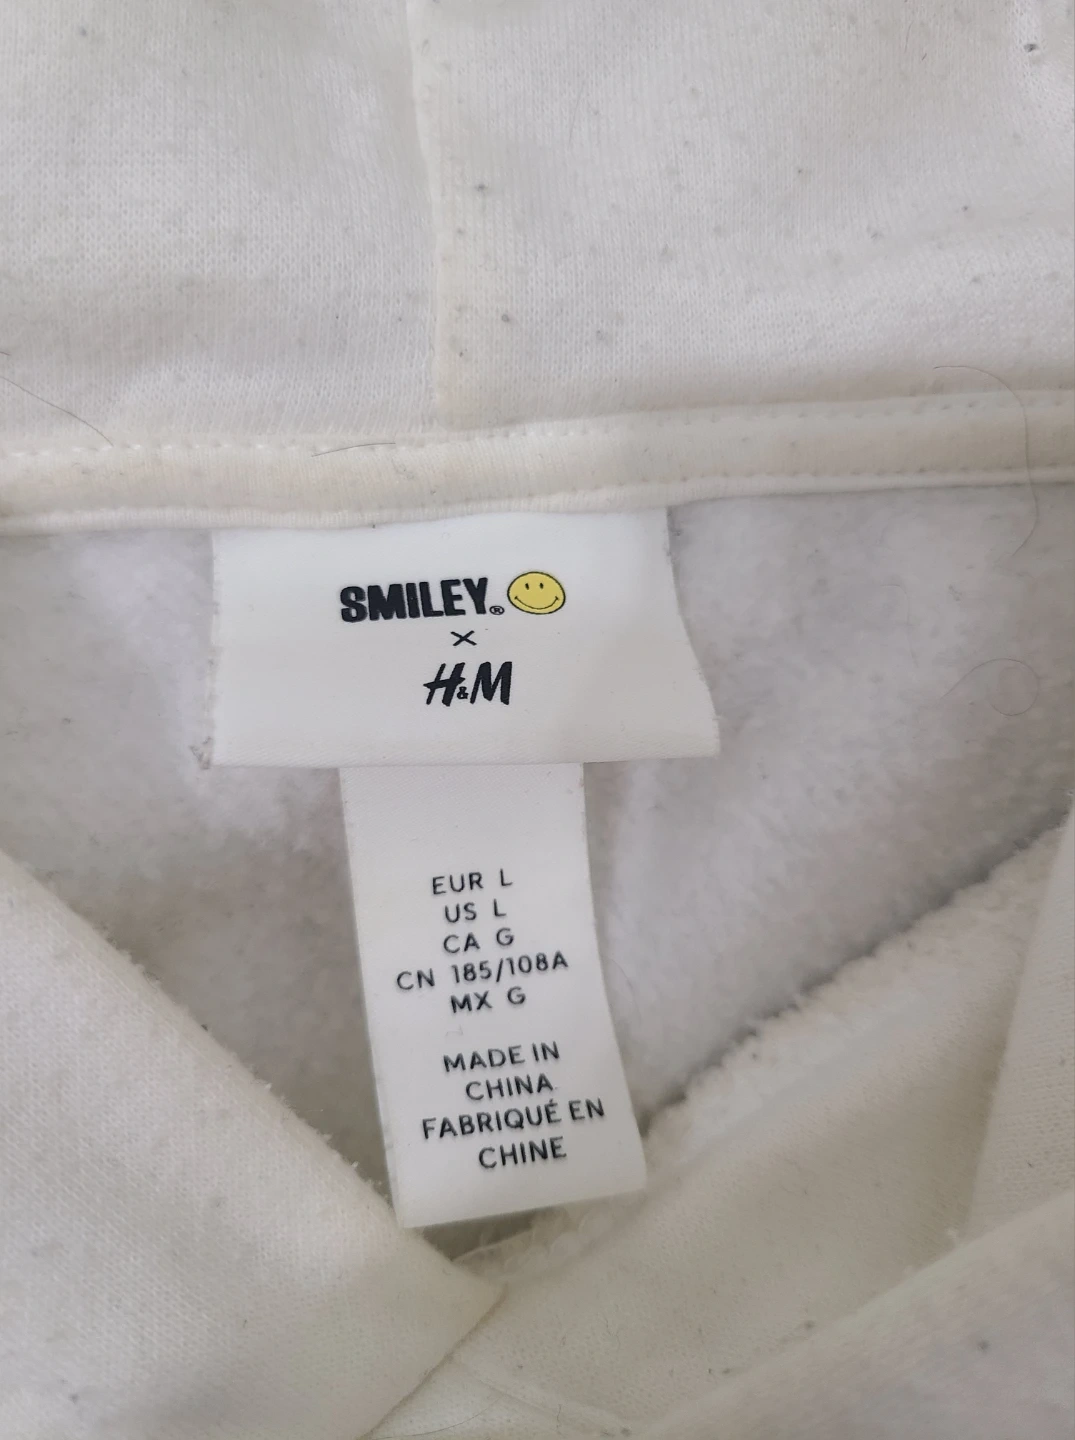 SMILEY®
×
H&M
EUR L
US L
CA G
CN 185/108A
MX G
MADE IN
CHINA
FABRIQUÉ EN
CHINE